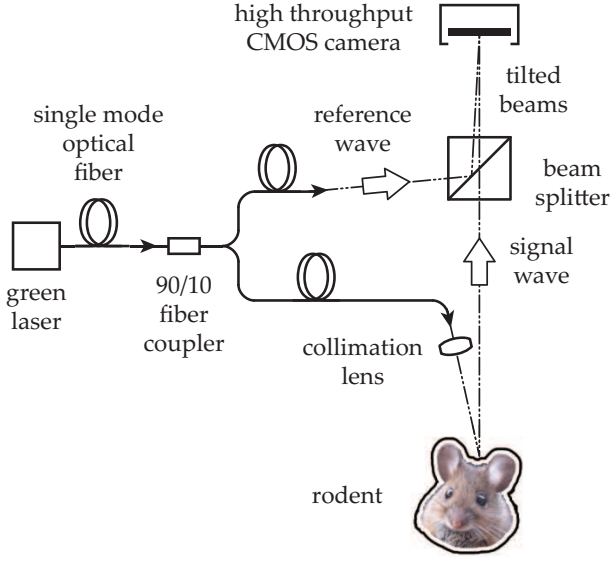 high throughput
CMOS camera
tilted
beams
single mode
optical
fiber
reference
wave
beam
splitter
signal
wave
green
laser
90/10
fiber
coupler
collimation
lens
rodent